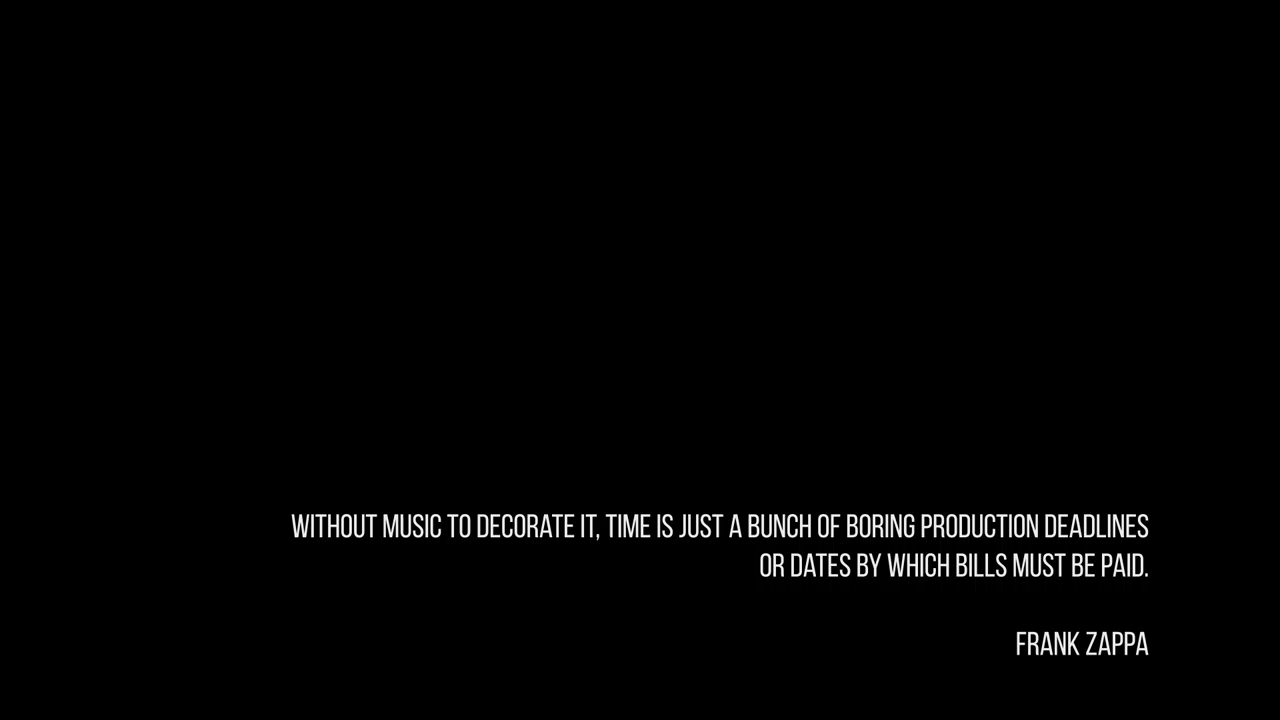 WITHOUT MUSIC TO DECORATE IT, TIME IS JUST A BUNCH OF BORING PRODUCTION DEADLINES
OR DATES BY WHICH BILLS MUST BE PAID.
FRANK ZAPPA